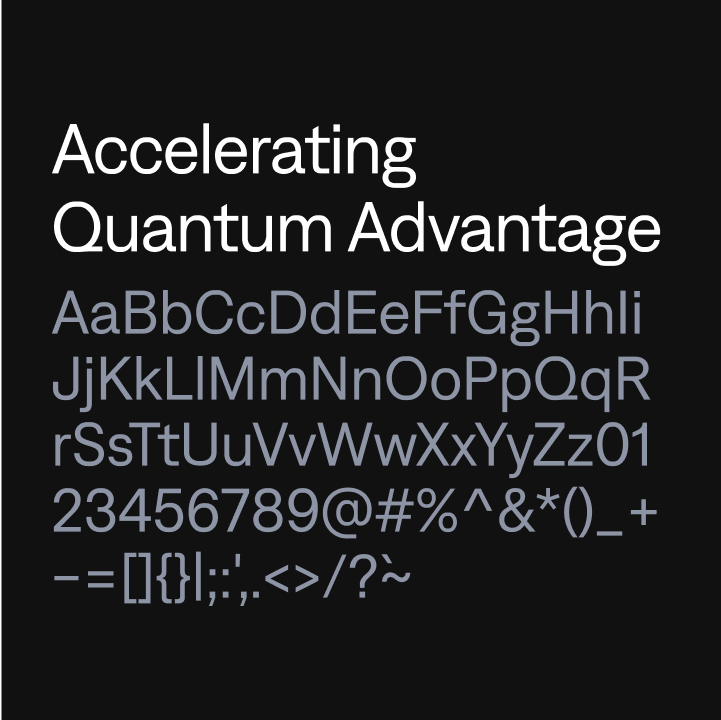 Accelerating
Quantum Advantage
AaBbCcDdEeFfGgHhIi
JjKkLlMmNnOoPpQqR
rSsTtUuVvWwXxYyZz01
23456789@#%^&*()_+
−=[]{}|;:',.<>/?`~